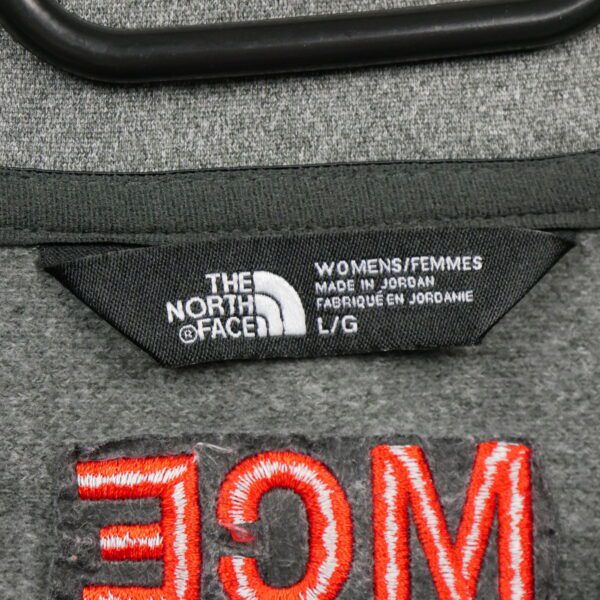 THE
NORTH
®FACE
WOMENS/FEMMES
MADE IN JORDAN
FABRIQUÉ EN JORDANIE
L/G